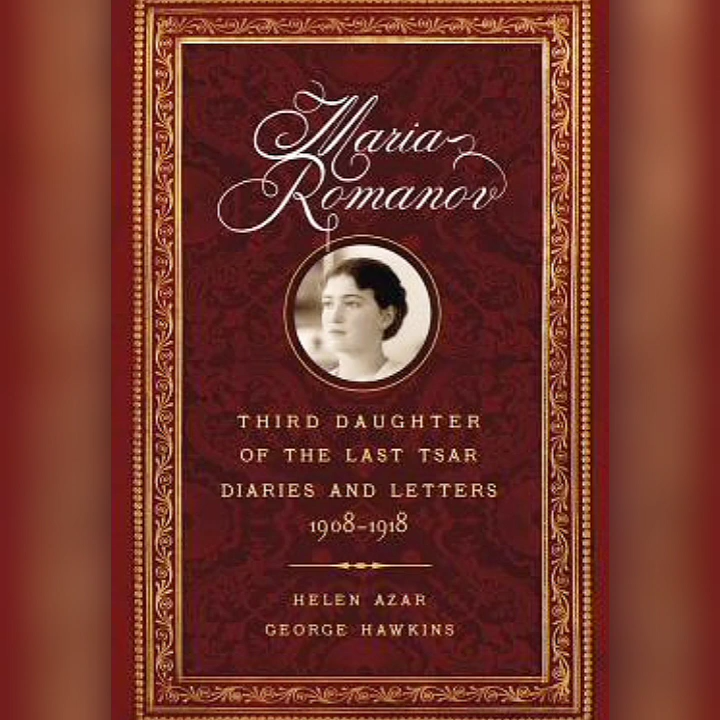 Maria
Romanov
THIRD DAUGHTER
OF THE LAST TSAR
DIARIES AND LETTERS
1908–1918
HELEN AZAR
GEORGE HAWKINS